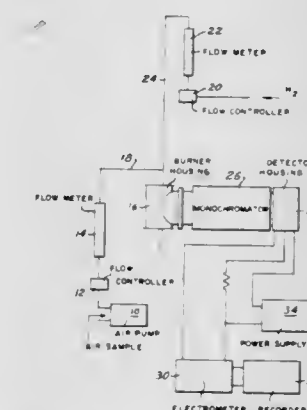 22
FLOW METER
24
20
H2
FLOW CONTROLLER
18
BURNER
HOUSING
26
DETECTO
HOUSING
FLOW METER
16
MONOCHROMATOR
14
FLOW
CONTROLLER
12
10
AIR PUMP
AIR SAMPLE
34
POWER SUPPLY
30
ELECTROMETER RECORDER